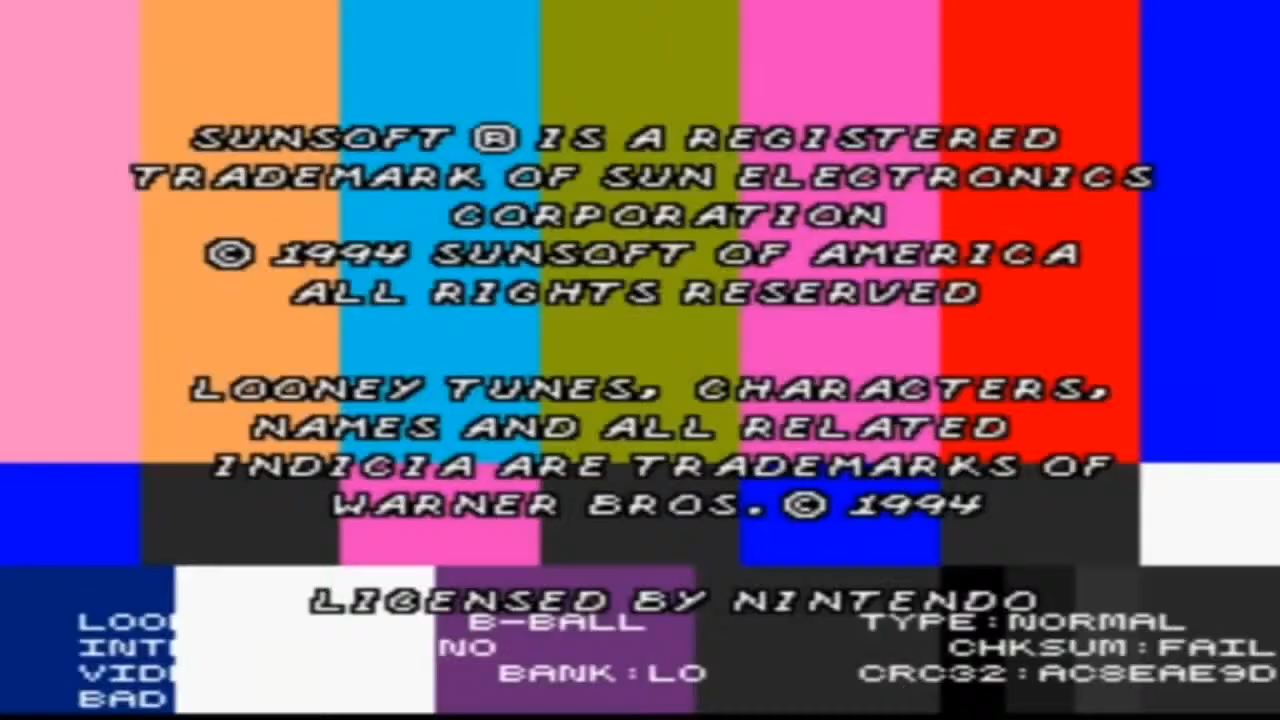 SUNSOFT ® IS A REGISTERED
TRADEMARK OF SUN ELECTRONICS
CORPORATION
© 1994 SUNSOFT OF AMERICA
ALL RIGHTS RESERVED
LOONEY TUNES, CHARACTERS,
NAMES AND ALL RELATED
INDICIA ARE TRADEMARKS OF
WARNER BROS. © 1994
LICENSED BY NINTENDO
B-BALL TYPE:NORMAL
NO CHKSUM:FAIL
BANK:LO CRC32:AC8EAE9D
BAD